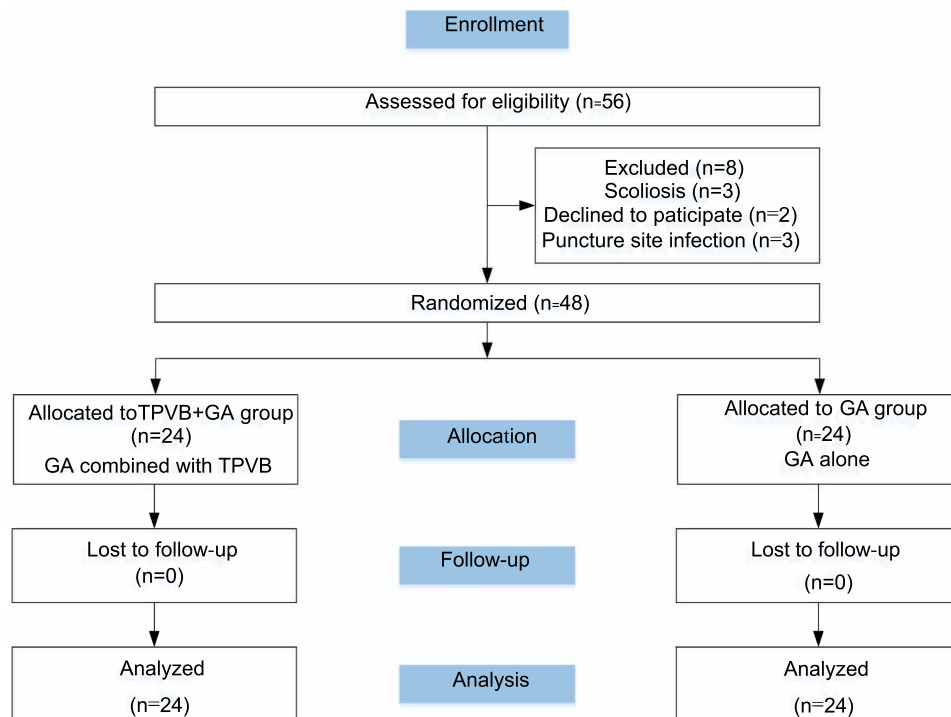 Enrollment
Assessed for eligibility (n=56)
Excluded (n=8)
Scoliosis (n=3)
Declined to paticipate (n=2)
Puncture site infection (n=3)
Randomized (n=48)
Allocated toTPVB+GA group
(n=24)
GA combined with TPVB
Allocation
Allocated to GA group
(n=24)
GA alone
Lost to follow-up
(n=0)
Follow-up
Lost to follow-up
(n=0)
Analyzed
(n=24)
Analysis
Analyzed
(n=24)